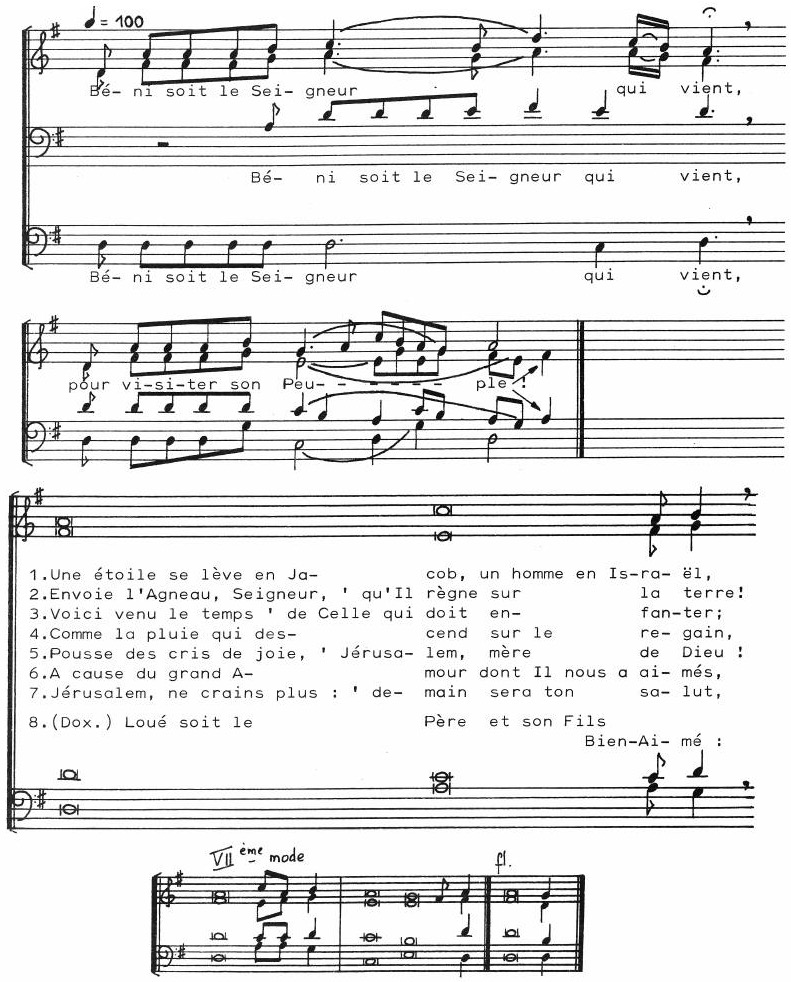 = 100
Bé- ni soit le Sei- gneur qui vient,
Bé- ni soit le Sei- gneur qui vient,
Bé- ni soit le Sei- gneur qui vient,
pour vi-si-ter son Peu- - - - - - ple !
1.Une étoile se lève en Ja- cob, un homme en Is-ra- ël,
2.Envoie l'Agneau, Seigneur, ' qu'Il règne sur la terre!
3.Voici venu le temps ' de Celle qui doit en- fan-ter;
4.Comme la pluie qui des- cend sur le re- gain,
5.Pousse des cris de joie, ' Jérusa- lem, mère de Dieu !
6.A cause du grand A- mour dont Il nous a ai- més,
7.Jérusalem, ne crains plus : ' de- main sera ton sa- lut,
8.(Dox.) Loué soit le Père et son Fils
Bien-Ai- mé :
VII ème mode fl.